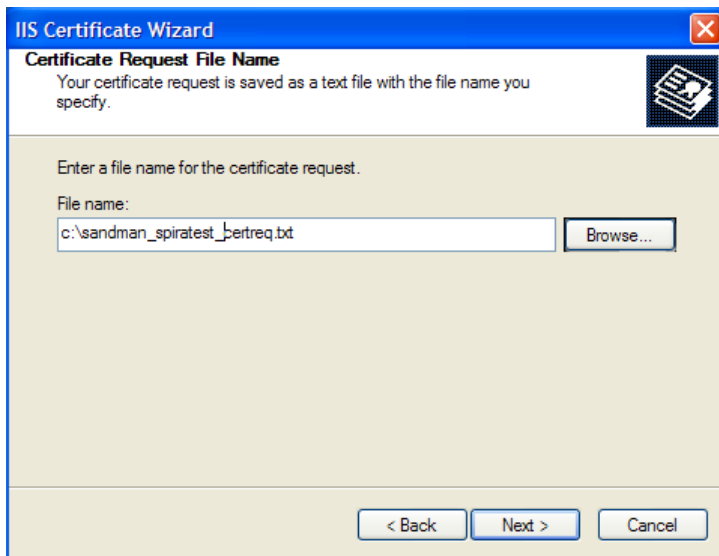 IIS Certificate Wizard
Certificate Request File Name
Your certificate request is saved as a text file with the file name you
specify.
Enter a file name for the certificate request.
File name:
c:\sandman_spiratest_certreq.txt
Browse...
< Back
Next >
Cancel